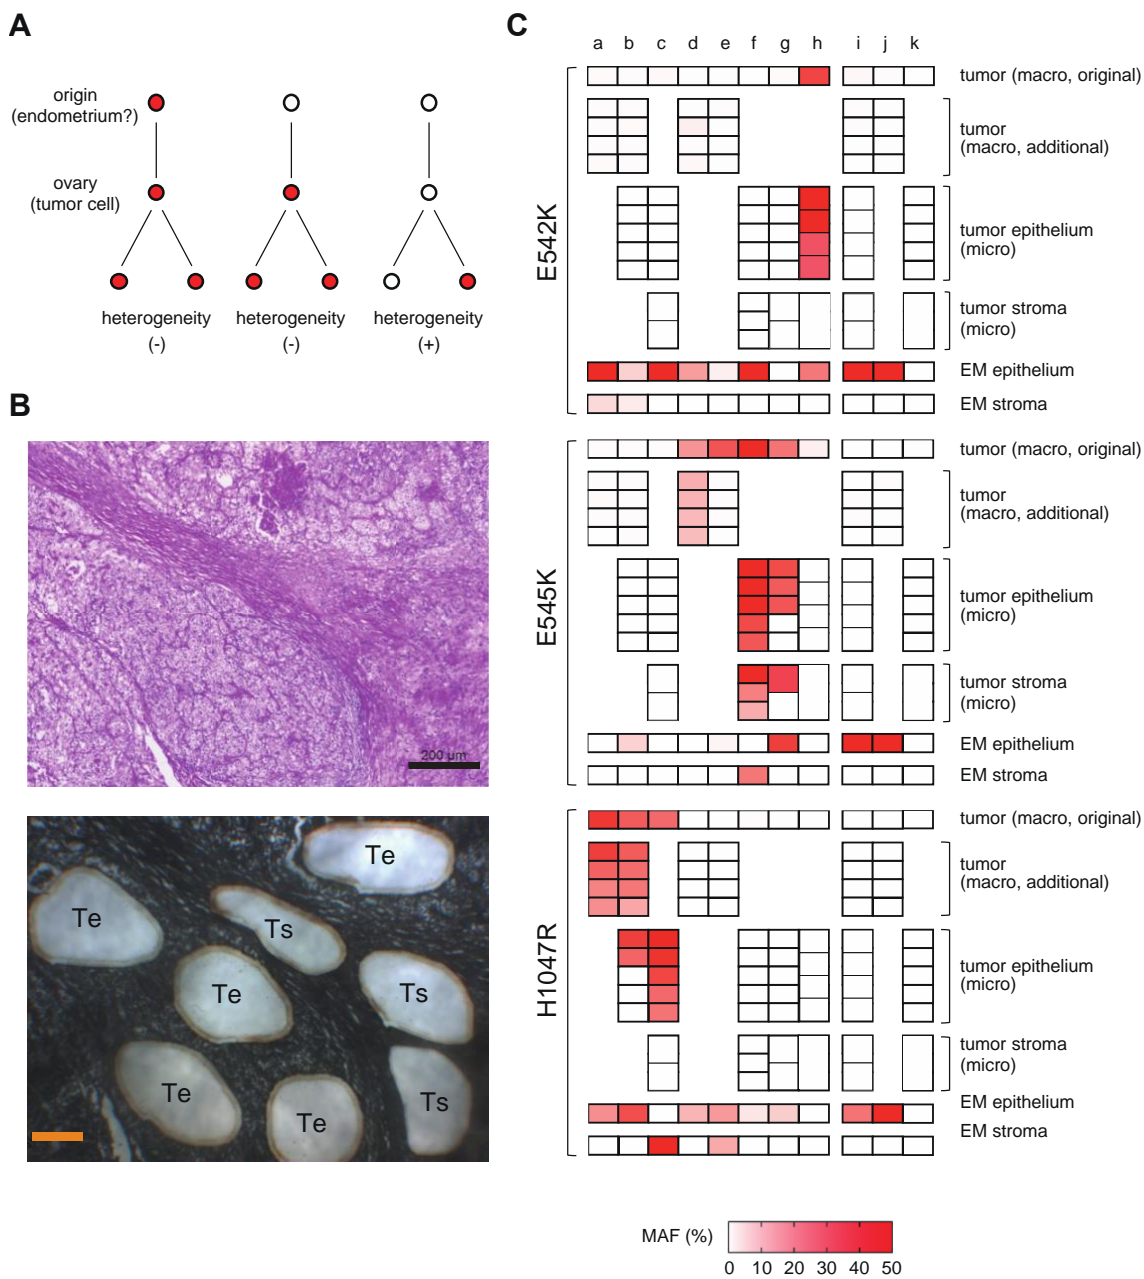 A
origin
(endometrium?)
ovary
(tumor cell)
heterogeneity
(-)
heterogeneity
(-)
heterogeneity
(+)
B
200 μm
Te
Te
Ts
Te
Ts
Te
Te
Ts
C
a b c d e f g h i j k
E542K
tumor (macro, original)
tumor
(macro, additional)
tumor epithelium
(micro)
tumor stroma
(micro)
EM epithelium
EM stroma
E545K
tumor (macro, original)
tumor
(macro, additional)
tumor epithelium
(micro)
tumor stroma
(micro)
EM epithelium
EM stroma
H1047R
tumor (macro, original)
tumor
(macro, additional)
tumor epithelium
(micro)
tumor stroma
(micro)
EM epithelium
EM stroma
MAF (%)
0 10 20 30 40 50